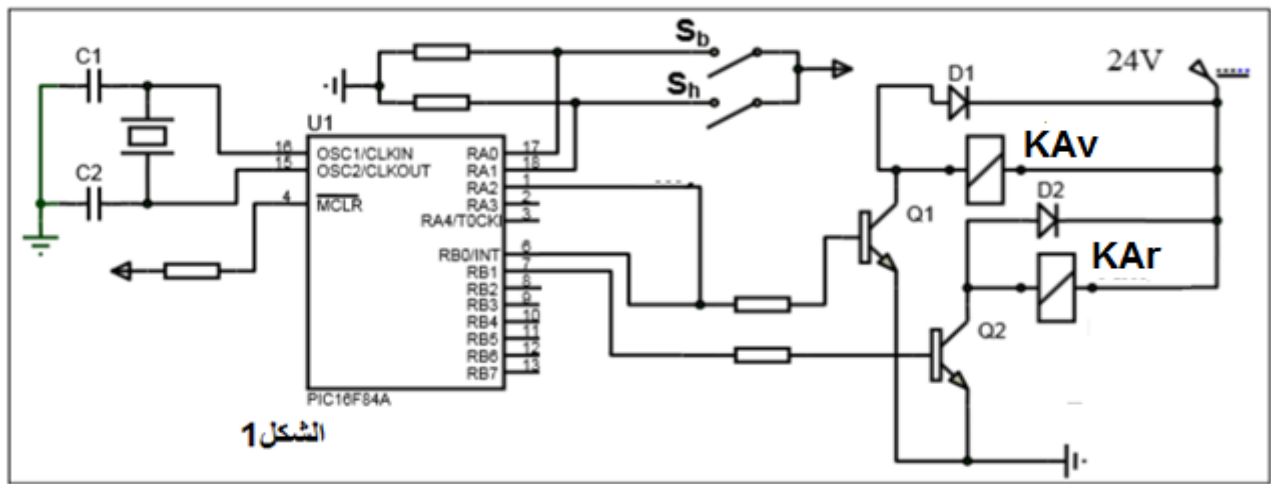 C1
C2
U1
16
15
4
OSC1/CLKIN
OSC2/CLKOUT
MCLR
RA0
RA1
RA2
RA3
RA4/T0CKI
RB0/INT
RB1
RB2
RB3
RB4
RB5
RB6
RB7
17
18
1
2
3
6
7
8
9
10
11
12
13
PIC16F84A
الشكل1
Sb
Sh
D1
24V
KAv
Q1
D2
KAr
Q2